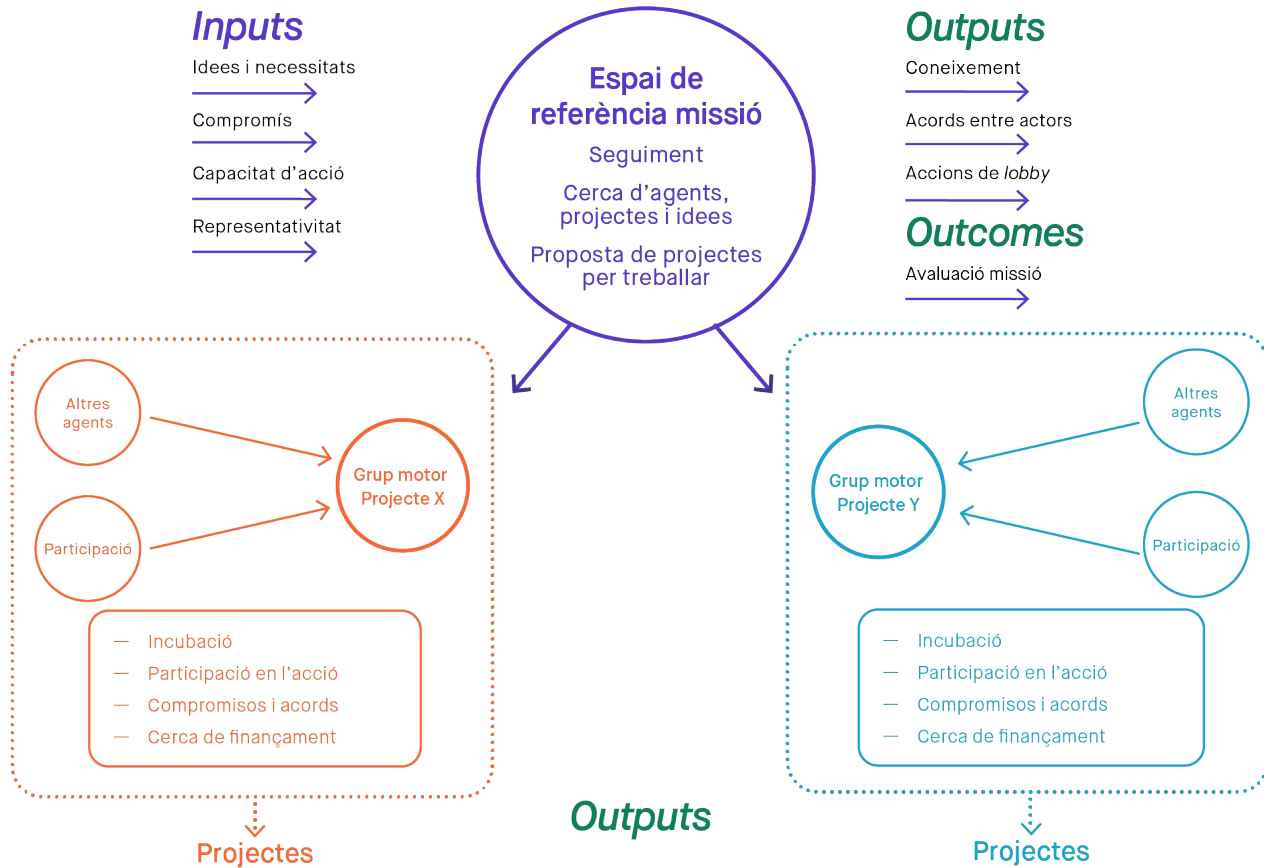 Inputs
Idees i necessitats
Compromís
Capacitat d'acció
Representativitat
Espai de
referència missió
Seguiment
Cerca d'agents,
projectes i idees
Proposta de projectes
per treballar
Outputs
Coneixement
Acords entre actors
Accions de lobby
Outcomes
Avaluació missió
Altres
agents
Participació
Grup motor
Projecte X
— Incubació
— Participació en l'acció
— Compromisos i acords
— Cerca de finançament
Projectes
Outputs
Grup motor
Projecte Y
Altres
agents
Participació
— Incubació
— Participació en l'acció
— Compromisos i acords
— Cerca de finançament
Projectes